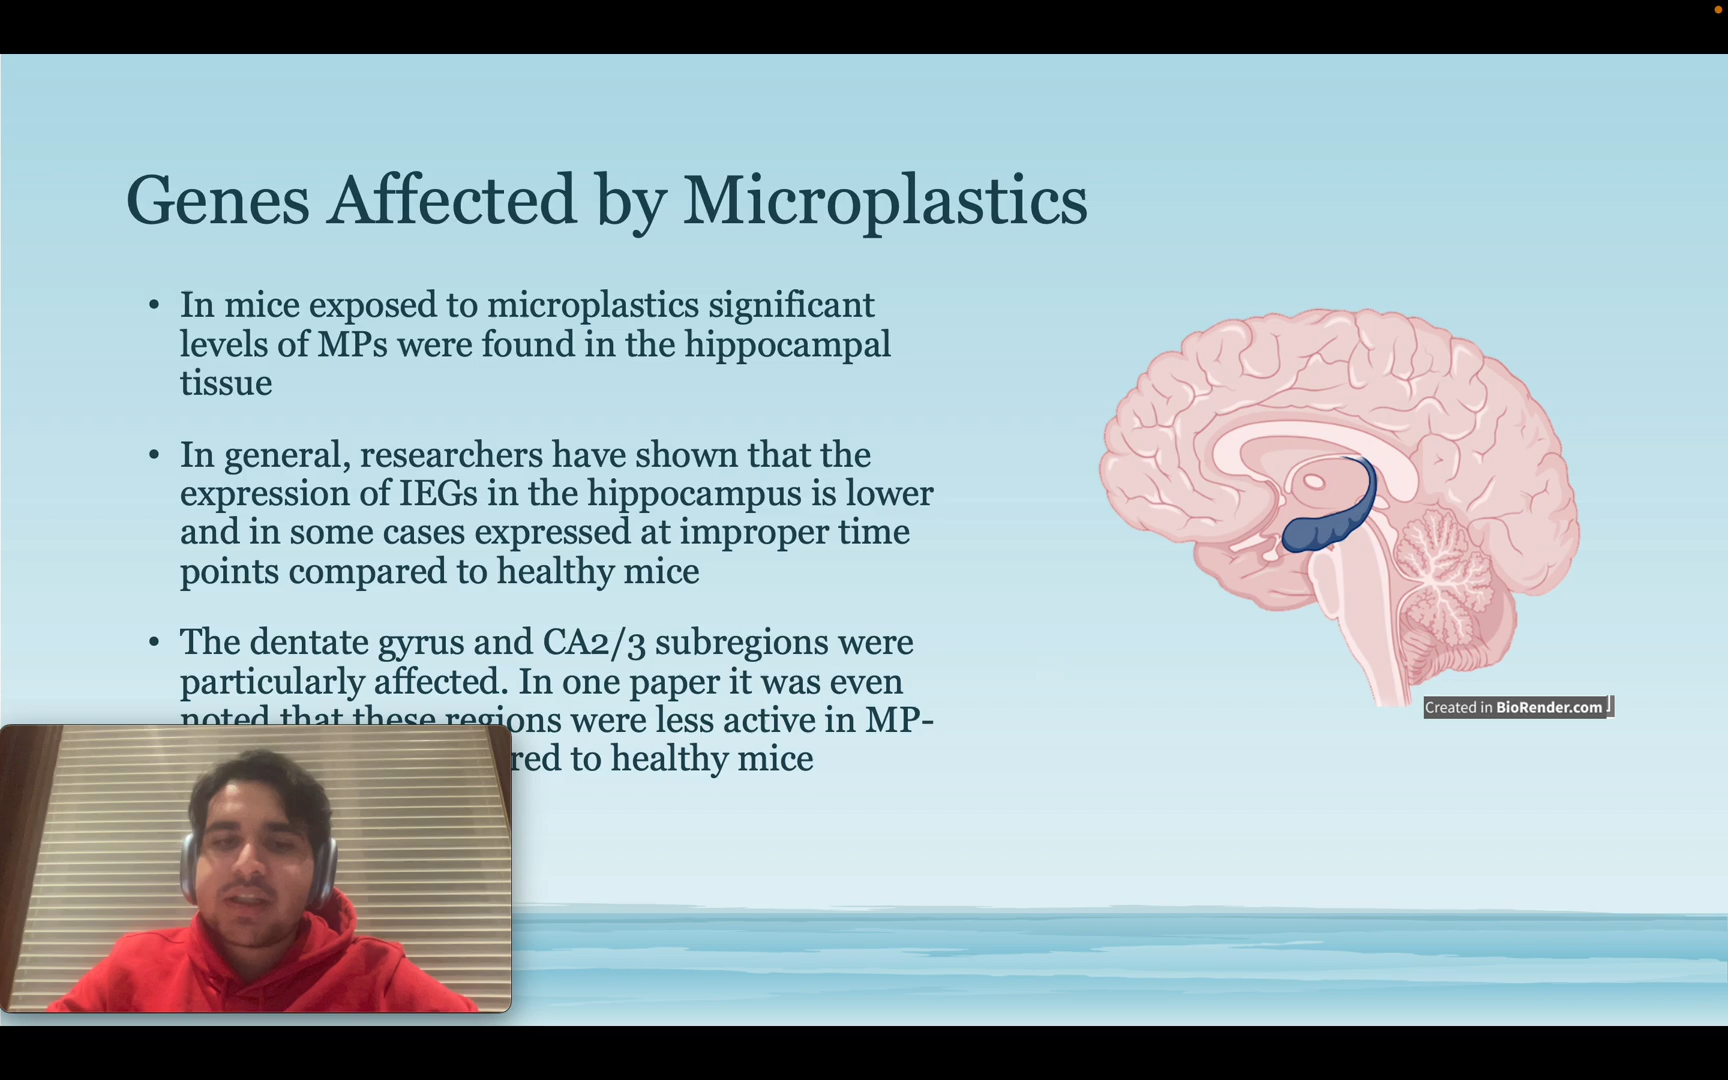 Genes Affected by Microplastics
• In mice exposed to microplastics significant
levels of MPs were found in the hippocampal
tissue
• In general, researchers have shown that the
expression of IEGs in the hippocampus is lower
and in some cases expressed at improper time
points compared to healthy mice
• The dentate gyrus and CA2/3 subregions were
particularly affected. In one paper it was even
noted that these regions were less active in MP-
red to healthy mice
Created in BioRender.com